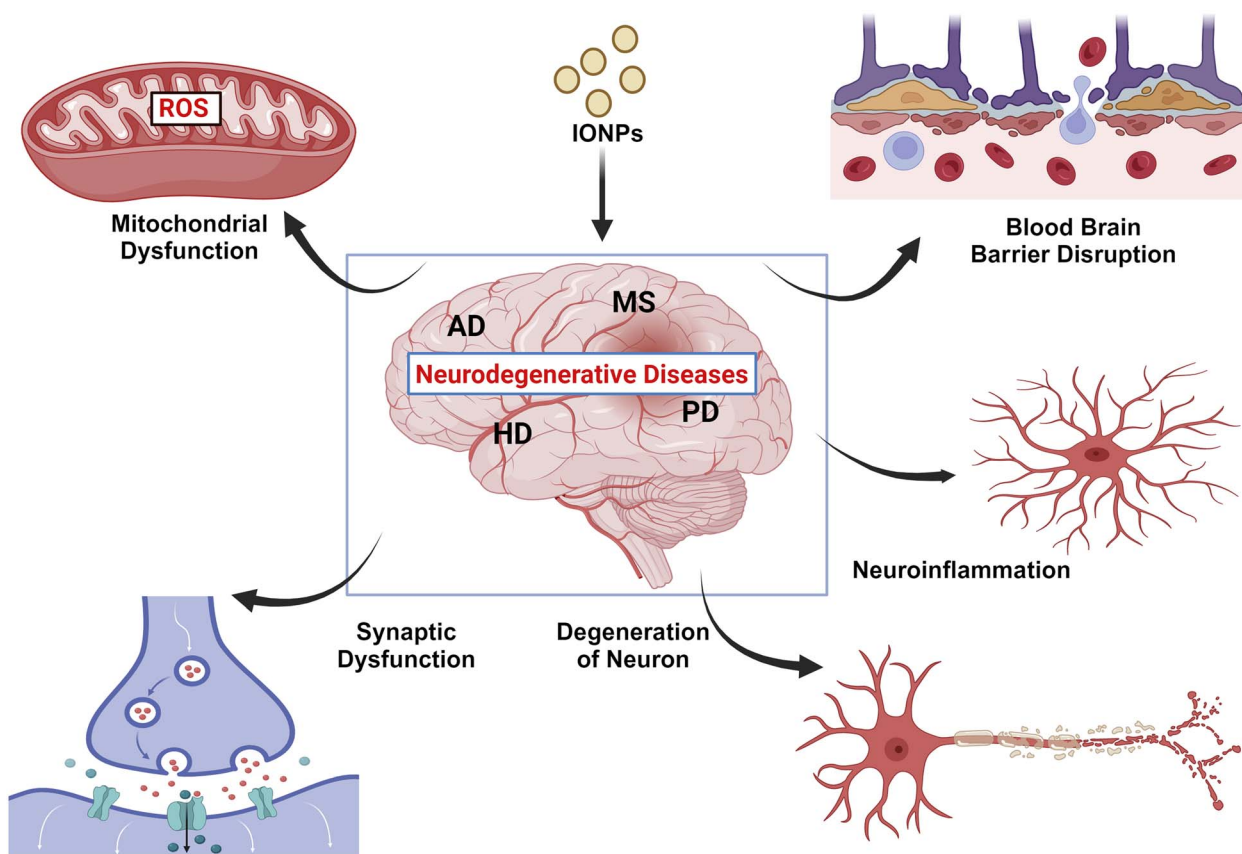 ROS
IONPs
Mitochondrial
Dysfunction
Blood Brain
Barrier Disruption
MS
AD
Neurodegenerative Diseases
PD
HD
Neuroinflammation
Synaptic
Dysfunction
Degeneration
of Neuron